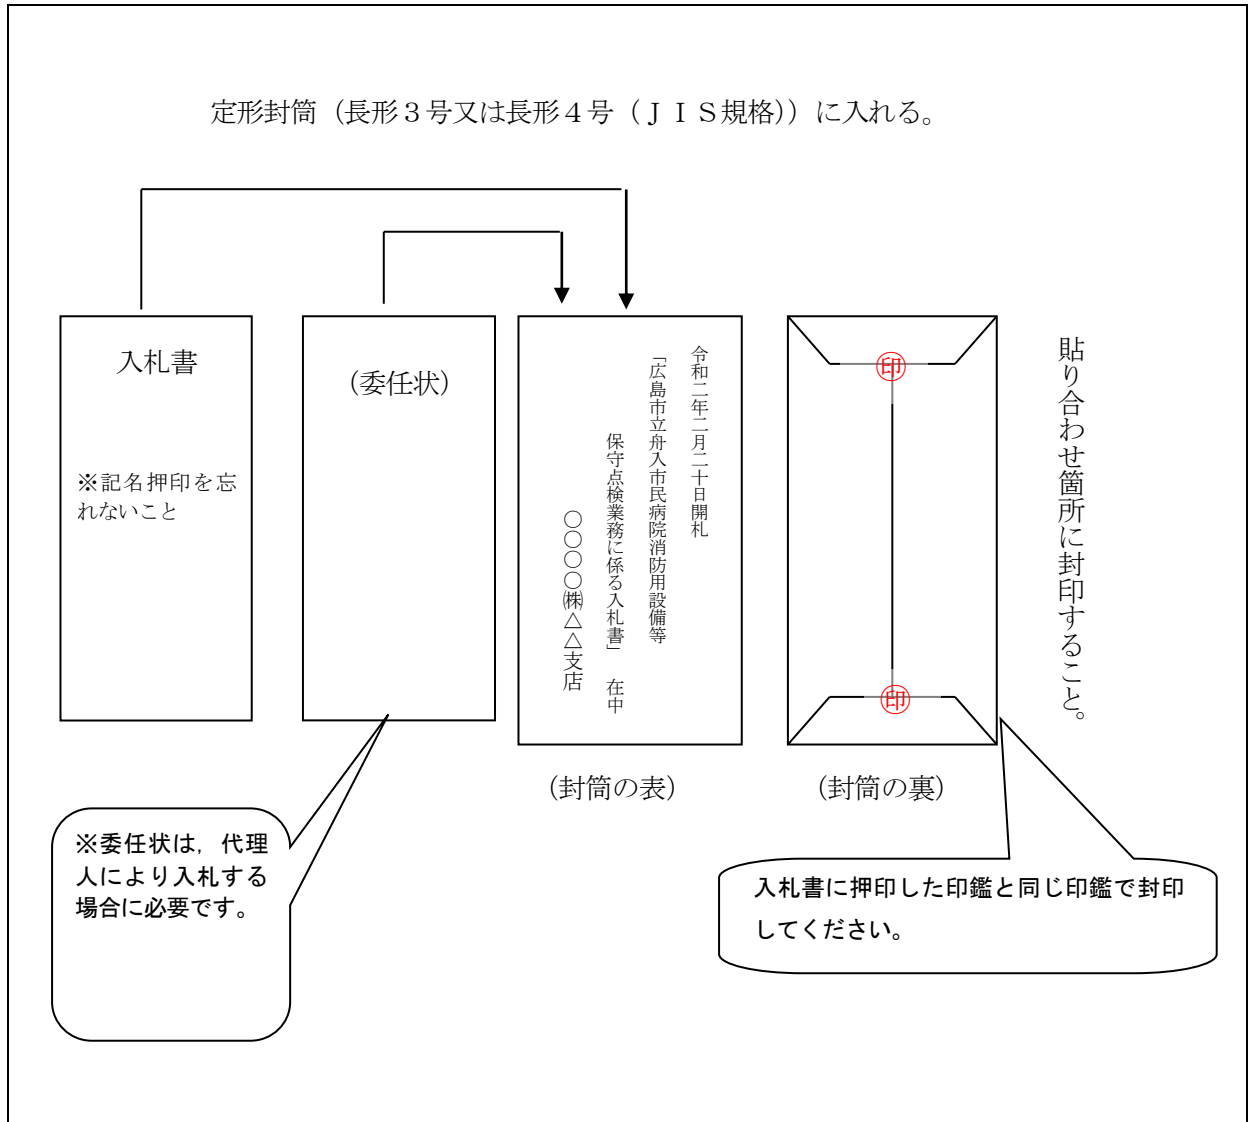 定形封筒（長形３号又は長形４号（ＪＩＳ規格））に入れる。
入札書
※記名押印を忘
れないこと
（委任状）
令和二年二月二十日開札
「広島市立舟入市民病院消防用設備等
保守点検業務に係る入札書」　在中
○○○○㈱△△支店
印
印
貼り合わせ箇所に封印すること。
（封筒の表）
（封筒の裏）
※委任状は，代理
人により入札する
場合に必要です。
入札書に押印した印鑑と同じ印鑑で封印
してください。